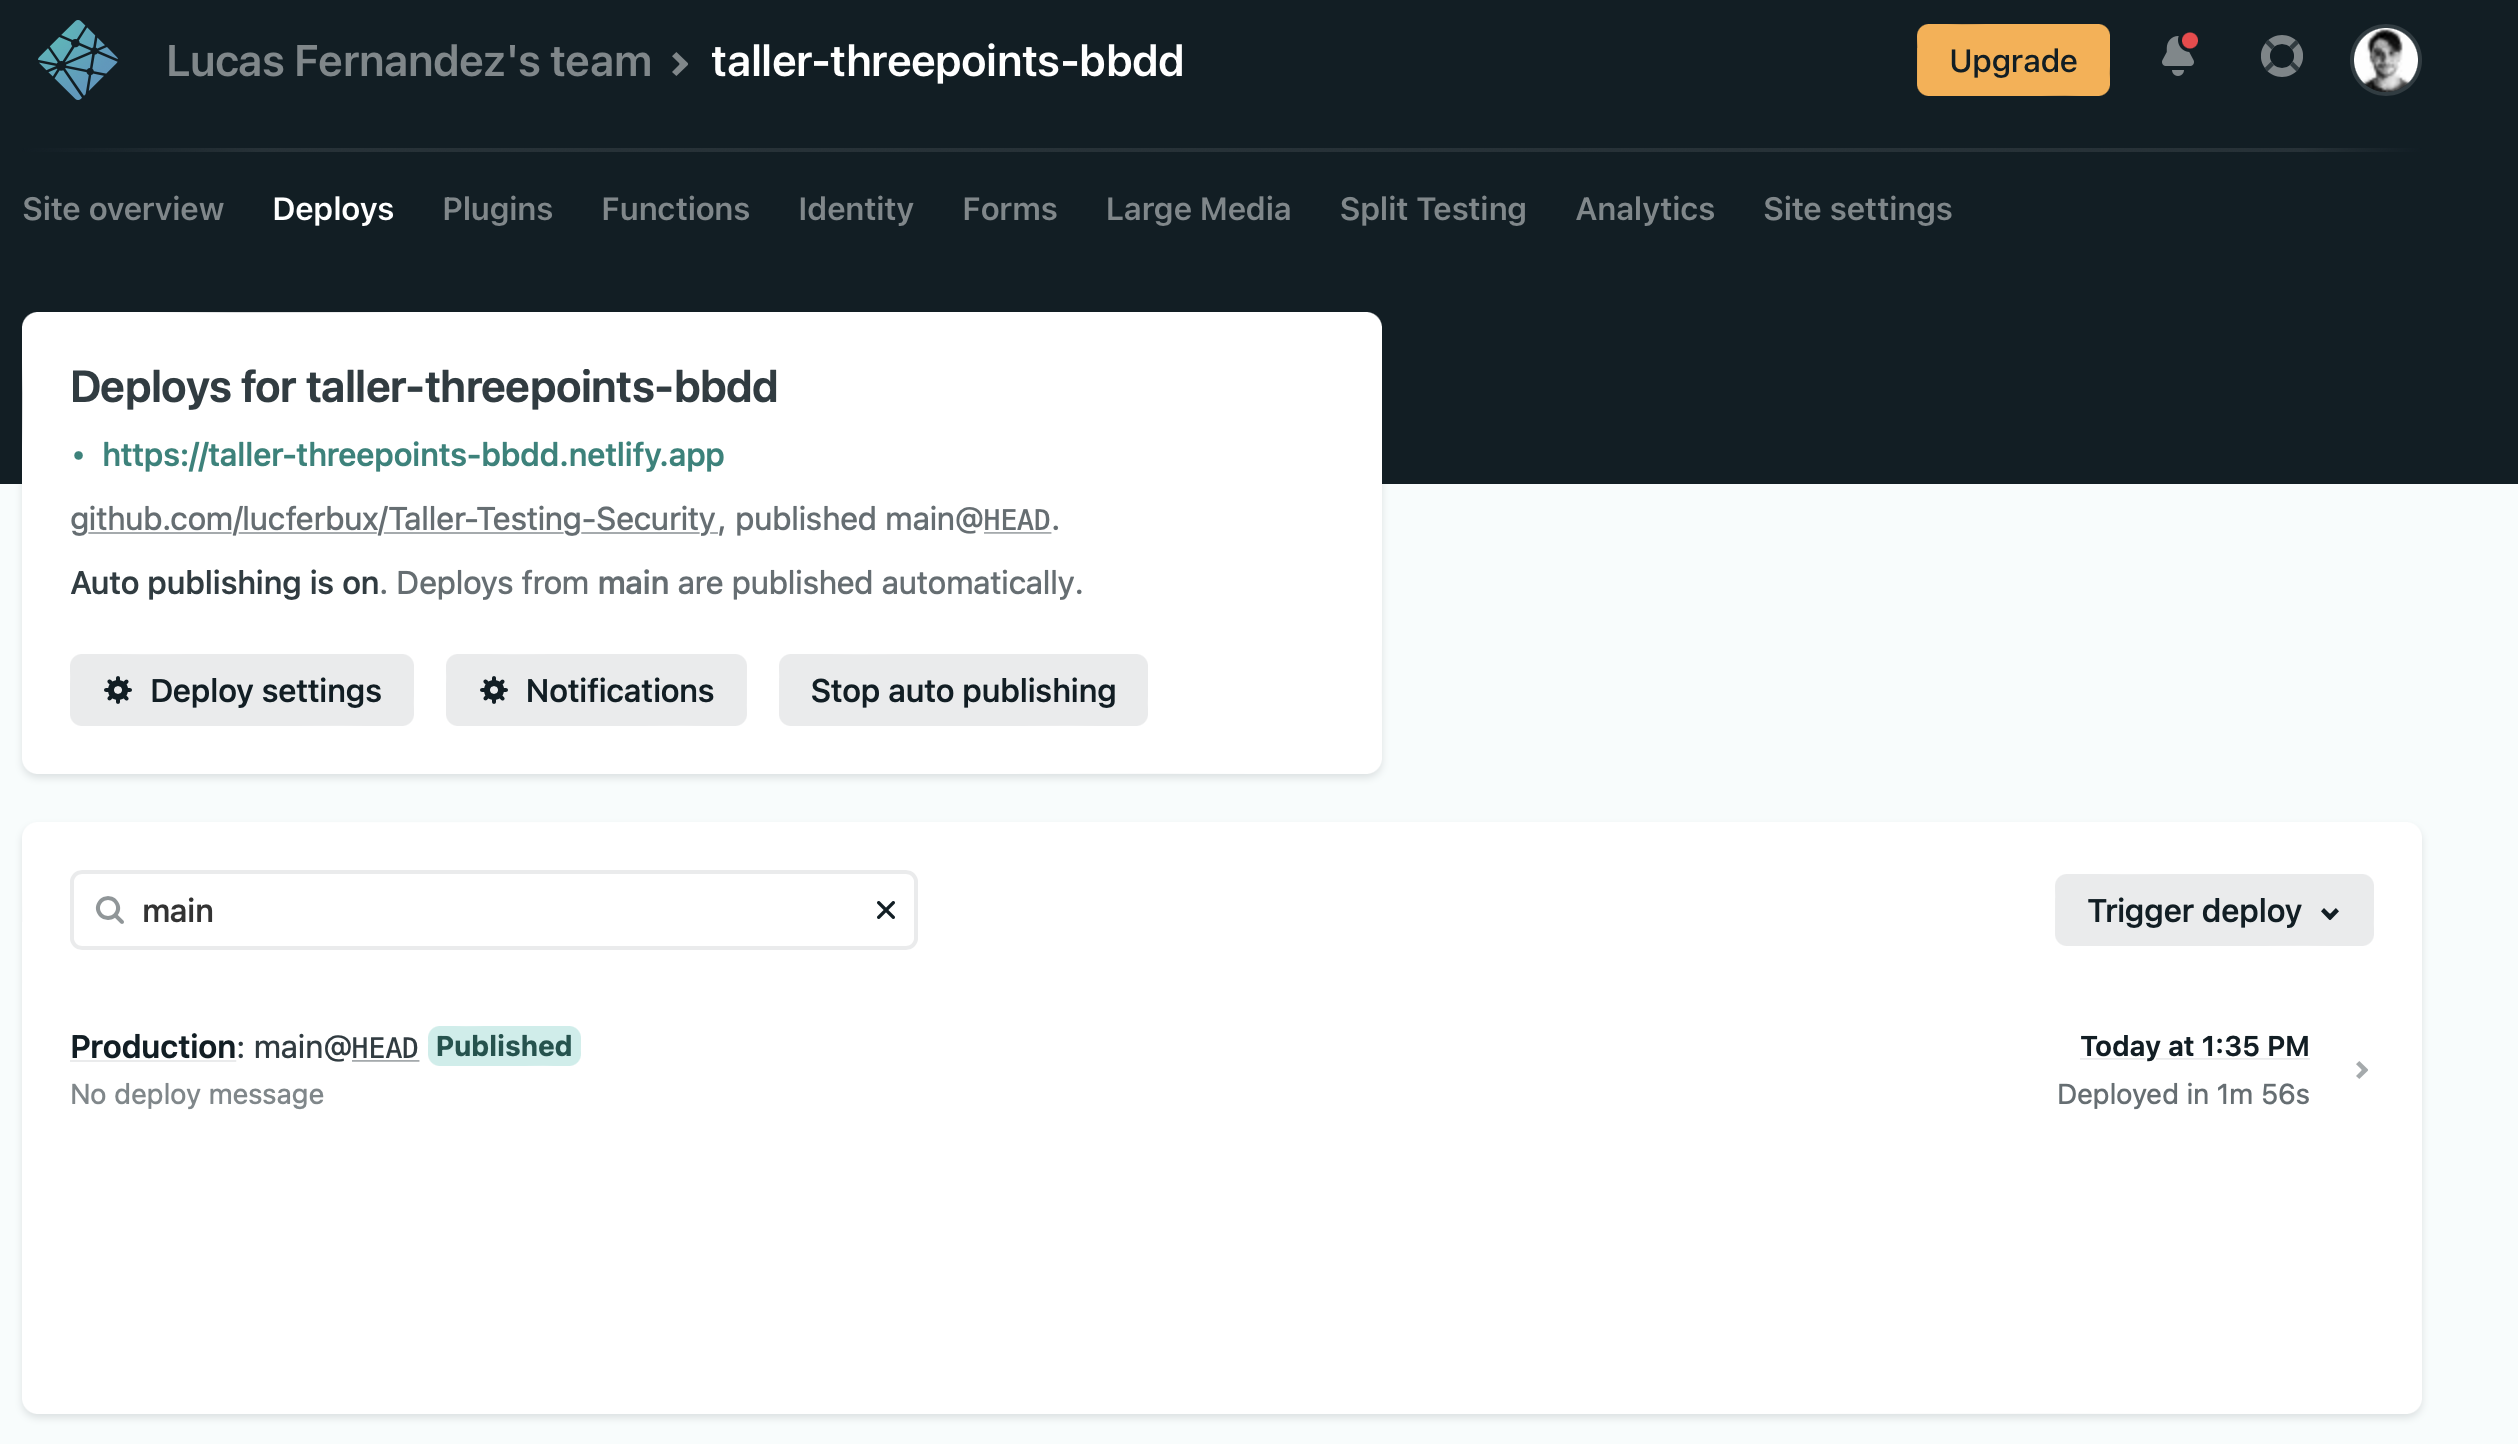 Lucas Fernandez's team > taller-threepoints-bbdd
Upgrade
Site overview Deploys Plugins Functions Identity Forms Large Media Split Testing Analytics Site settings
Deploys for taller-threepoints-bbdd
• https://taller-threepoints-bbdd.netlify.app
github.com/lucferbux/Taller-Testing-Security, published main@HEAD.
Auto publishing is on. Deploys from main are published automatically.
Deploy settings Notifications Stop auto publishing
main
Trigger deploy
Production: main@HEAD Published
Today at 1:35 PM
No deploy message
Deployed in 1m 56s